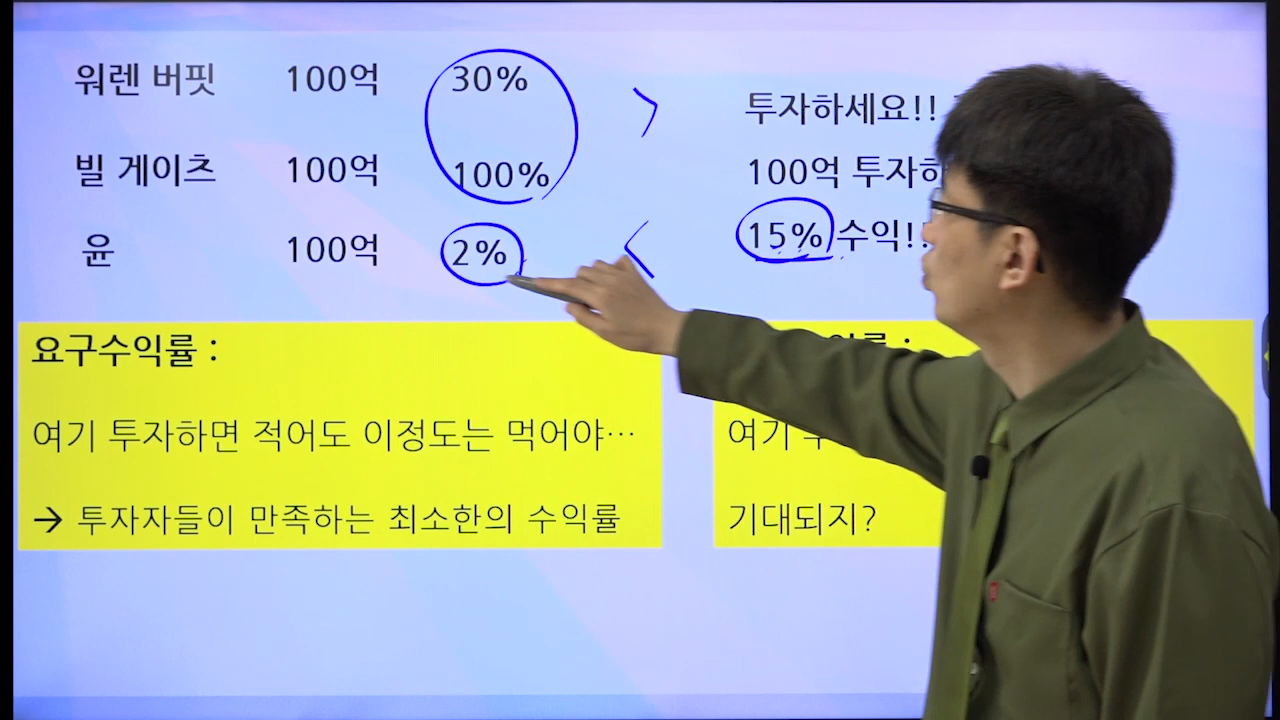 워렌 버핏 100억 30% > 투자하세요!!
빌 게이츠 100억 100% 100억
윤 100억 2% < 15% 수익!!
요구수익률 :
여기 투자하면 적어도 이정도는 먹어야…
→ 투자자들이 만족하는 최소한의 수익률
여기
기대되지?